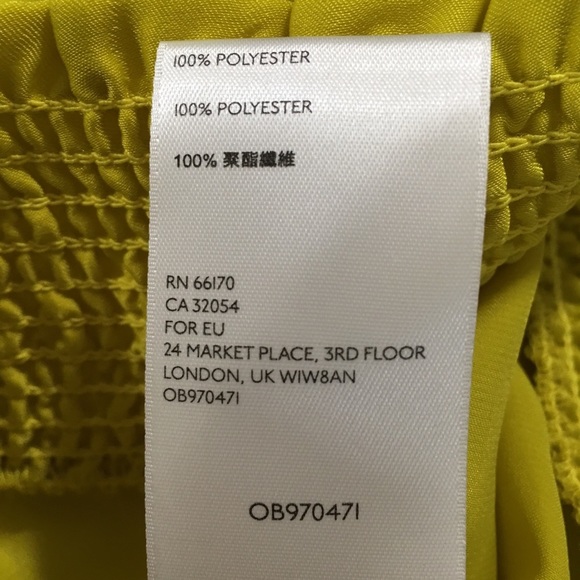 100% POLYESTER
100% POLYESTER
100% 聚酯纖維
RN 66170
CA 32054
FOR EU
24 MARKET PLACE, 3RD FLOOR
LONDON, UK W1W8AN
OB970471
OB970471